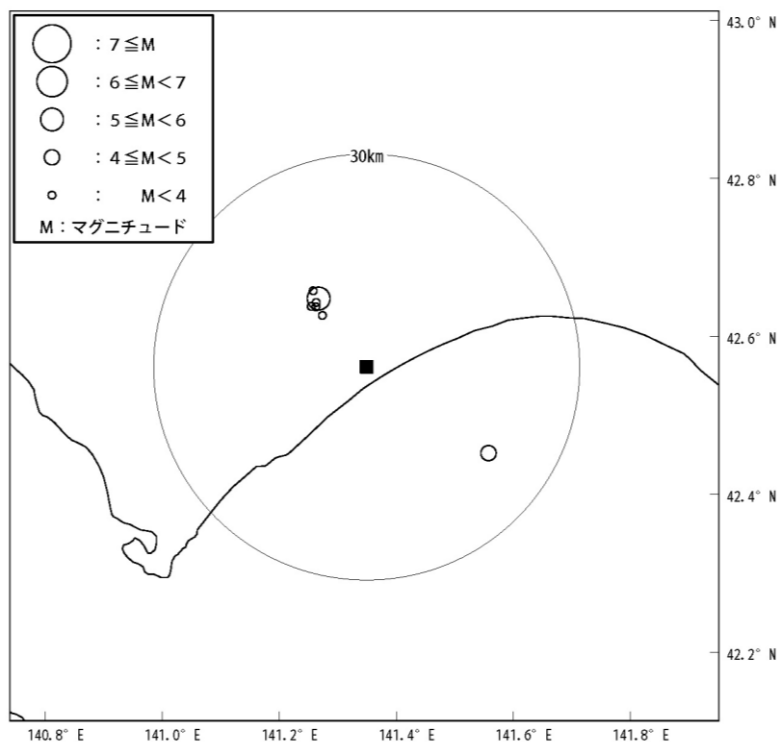 : 7≦M
: 6≦M<7
: 5≦M<6
: 4≦M<5
: M<4
M：マグニチュード
30km
43.0° N
42.8° N
42.6° N
42.4° N
42.2° N
140.8° E 141.0° E 141.2° E 141.4° E 141.6° E 141.8° E